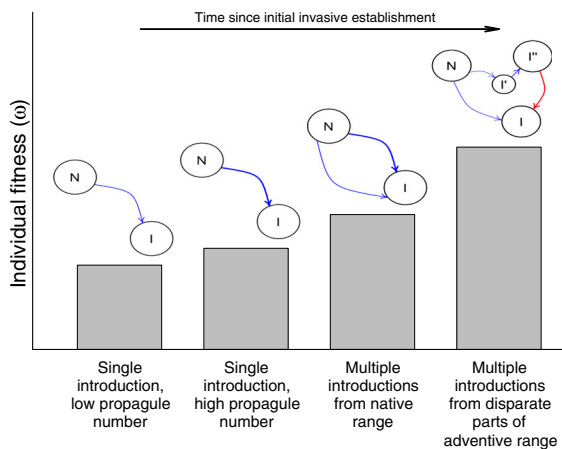 Time since initial invasive establishment
Individual fitness (ω)
N
I
N
I
N
I
N
I'
I"
I
Single
introduction,
low propagule
number
Single
introduction,
high propagule
number
Multiple
introductions
from native
range
Multiple
introductions
from disparate
parts of
adventive range